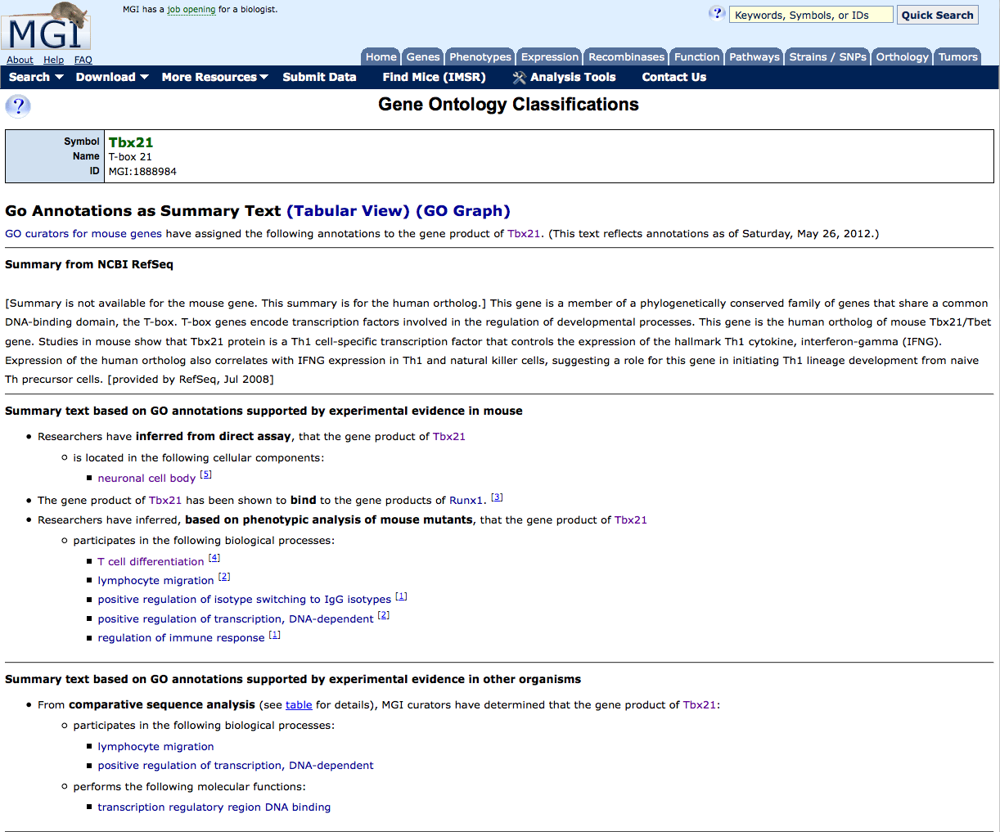 MGI has a job opening for a biologist.
Keywords, Symbols, or IDs
Quick Search
MGI
About Help FAQ
Home Genes Phenotypes Expression Recombinases Function Pathways Strains / SNPs Orthology Tumors
Search Download More Resources Submit Data Find Mice (IMSR) Analysis Tools Contact Us
? Gene Ontology Classifications
Symbol Tbx21
Name T-box 21
ID MGI:1888984
Go Annotations as Summary Text (Tabular View) (GO Graph)
GO curators for mouse genes have assigned the following annotations to the gene product of Tbx21. (This text reflects annotations as of Saturday, May 26, 2012.)
Summary from NCBI RefSeq
[Summary is not available for the mouse gene. This summary is for the human ortholog.] This gene is a member of a phylogenetically conserved family of genes that share a common
DNA-binding domain, the T-box. T-box genes encode transcription factors involved in the regulation of developmental processes. This gene is the human ortholog of mouse Tbx21/Tbet
gene. Studies in mouse show that Tbx21 protein is a Th1 cell-specific transcription factor that controls the expression of the hallmark Th1 cytokine, interferon-gamma (IFNG).
Expression of the human ortholog also correlates with IFNG expression in Th1 and natural killer cells, suggesting a role for this gene in initiating Th1 lineage development from naive
Th precursor cells. [provided by RefSeq, Jul 2008]
Summary text based on GO annotations supported by experimental evidence in mouse
Researchers have inferred from direct assay, that the gene product of Tbx21
is located in the following cellular components:
neuronal cell body [5]
The gene product of Tbx21 has been shown to bind to the gene products of Runx1. [3]
Researchers have inferred, based on phenotypic analysis of mouse mutants, that the gene product of Tbx21
participates in the following biological processes:
T cell differentiation [4]
lymphocyte migration [2]
positive regulation of isotype switching to IgG isotypes [1]
positive regulation of transcription, DNA-dependent [2]
regulation of immune response [1]
Summary text based on GO annotations supported by experimental evidence in other organisms
From comparative sequence analysis (see table for details), MGI curators have determined that the gene product of Tbx21:
participates in the following biological processes:
lymphocyte migration
positive regulation of transcription, DNA-dependent
performs the following molecular functions:
transcription regulatory region DNA binding